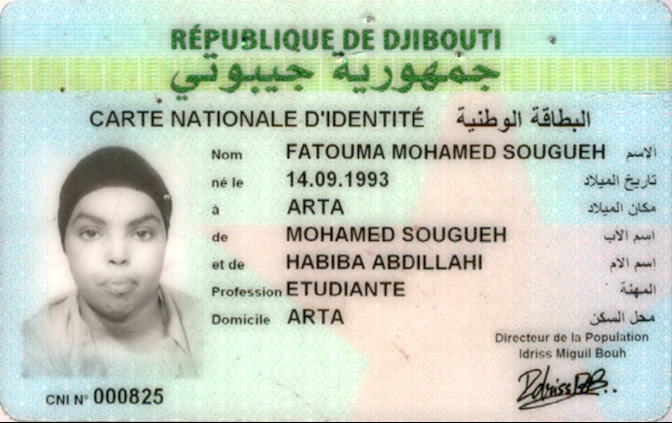 RÉPUBLIQUE DE DJIBOUTI
جمهورية جيبوتي
CARTE NATIONALE D'IDENTITÉ البطاقة الوطنية
Nom FATOUMA MOHAMED SOUGUEH الاسم
né le 14.09.1993 تاريخ الميلاد
à ARTA مكان الميلاد
de MOHAMED SOUGUEH اسم الاب
et de HABIBA ABDILLAHI اسم الام
Profession ETUDIANTE المهنة
Domicile ARTA محل السكن
Directeur de la Population
Idriss Miguil Bouh
CNI N° 000825